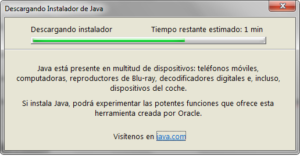 Descargando Instalador de Java
Descargando instalador Tiempo restante estimado: 1 min
Java está presente en multitud de dispositivos: teléfonos móviles,
computadoras, reproductores de Blu-ray, decodificadores digitales e, incluso,
dispositivos del coche.
Si instala Java, podrá experimentar las potentes funciones que ofrece esta
herramienta creada por Oracle.
Visítenos en java.com